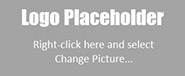 Logo Placeholder
Right-click here and select
Change Picture...